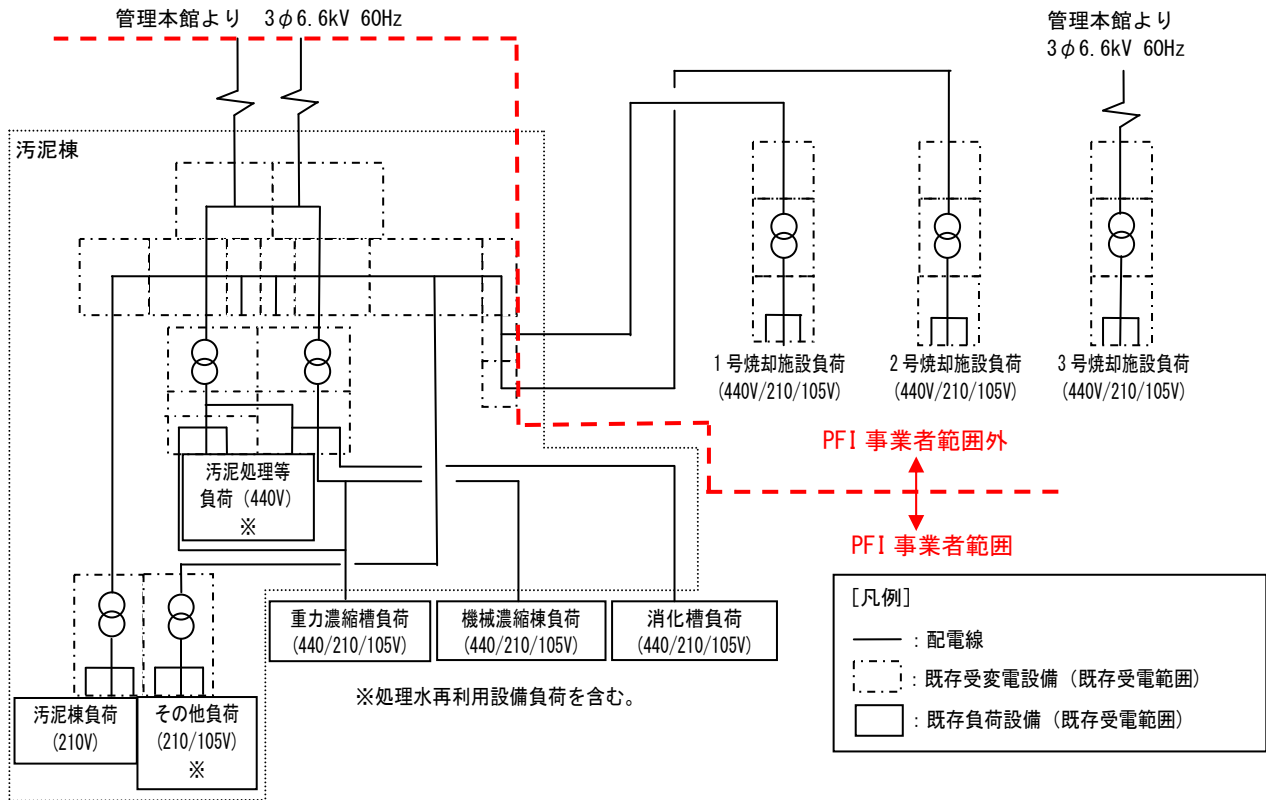 管理本館より 3φ6.6kV 60Hz
管理本館より
3φ6.6kV 60Hz
汚泥棟
1号焼却施設負荷
(440V/210/105V)
2号焼却施設負荷
(440V/210/105V)
3号焼却施設負荷
(440V/210/105V)
PFI 事業者範囲外
PFI 事業者範囲
汚泥処理等
負荷（440V）
※
重力濃縮槽負荷
(440/210/105V)
機械濃縮棟負荷
(440/210/105V)
消化槽負荷
(440/210/105V)
※処理水再利用設備負荷を含む。
汚泥棟負荷
(210V)
その他負荷
(210/105V)
※
[凡例]
：配電線
：既存受変電設備（既存受電範囲）
：既存負荷設備（既存受電範囲）